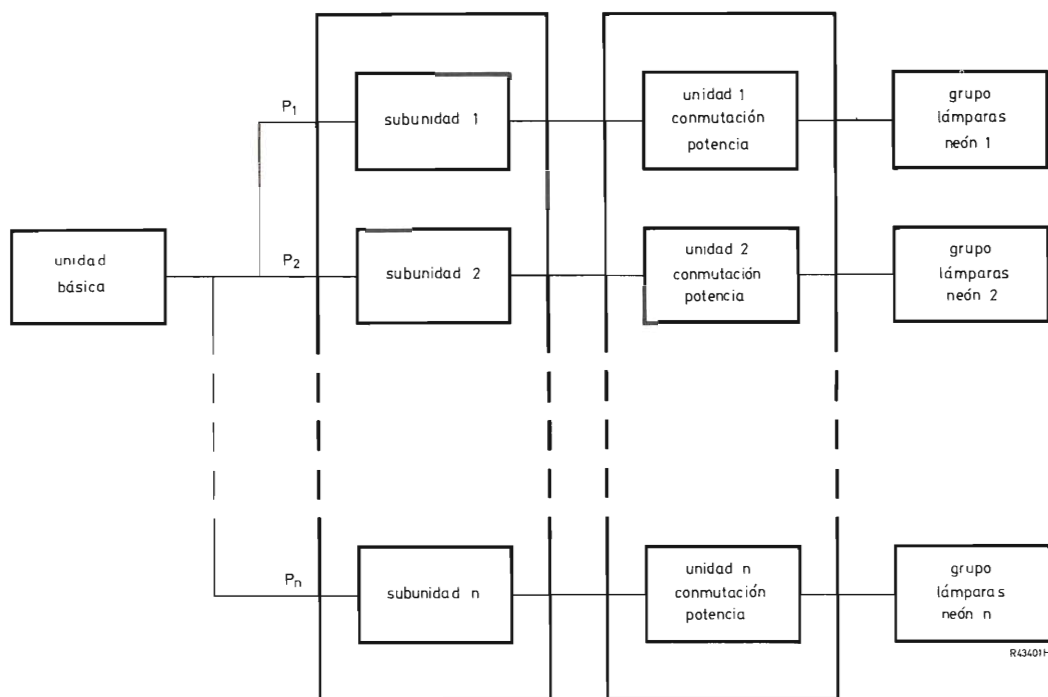 P₁
subunidad 1
unidad 1
conmutación
potencia
grupo
lámparas
neón 1
unidad
básica
P₂
subunidad 2
unidad 2
conmutación
potencia
grupo
lámparas
neón 2
Pₙ
subunidad n
unidad n
conmutación
potencia
grupo
lámparas
neón n
R43401H